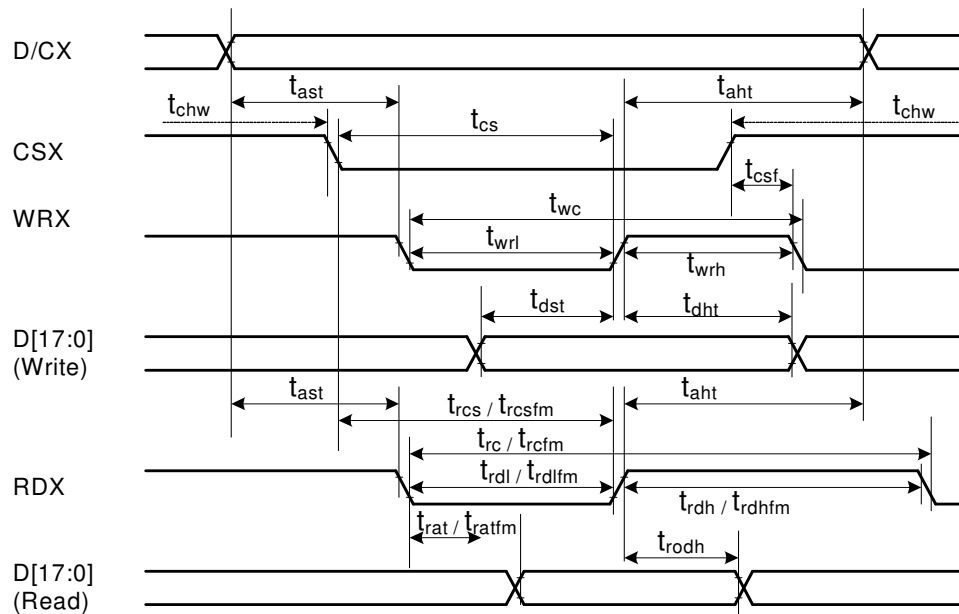 D/CX
t_ast
t_aht
t_chw
t_cs
t_chw
CSX
t_csf
WRX
t_wc
t_wrl
t_wrh
t_dst
t_dht
D[17:0]
(Write)
t_ast
t_aht
t_rcs / t_rcsfm
t_rc / t_rcfm
RDX
t_rdl / t_rdlfm
t_rdh / t_rdhfm
t_rat / t_ratfm
t_rodh
D[17:0]
(Read)